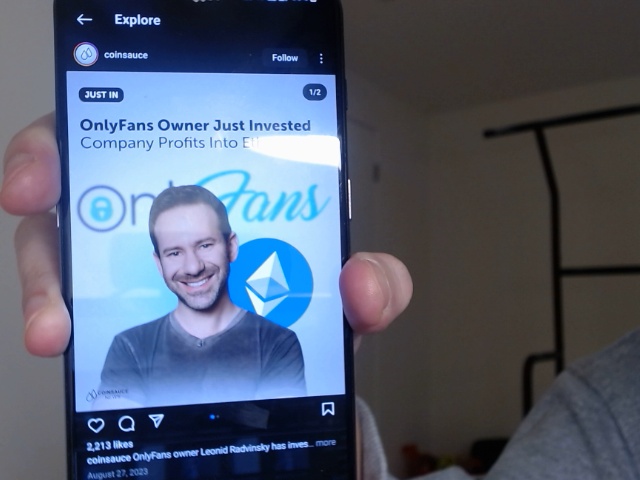 Explore
coinsauce
Follow
JUST IN
1/2
OnlyFans Owner Just Invested
Company Profits Into
OnlyFans
COINSAUCE
2,213 likes
coinsauce OnlyFans owner Leonid Radvinsky has inves... more
August 27, 2023